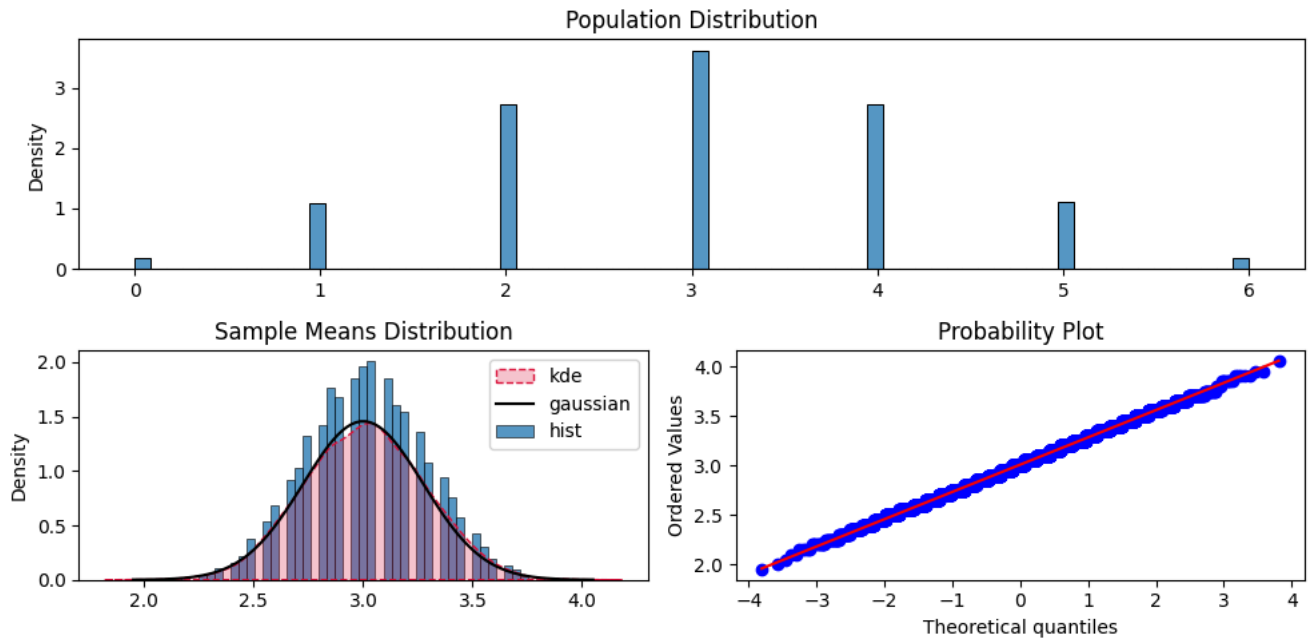 Population Distribution
Density
3
2
1
0
0 1 2 3 4 5 6
Sample Means Distribution
Density
2.0
1.5
1.0
0.5
0.0
2.0 2.5 3.0 3.5 4.0
kde
gaussian
hist
Probability Plot
Ordered Values
4.0
3.5
3.0
2.5
2.0
−4 −3 −2 −1 0 1 2 3 4
Theoretical quantiles